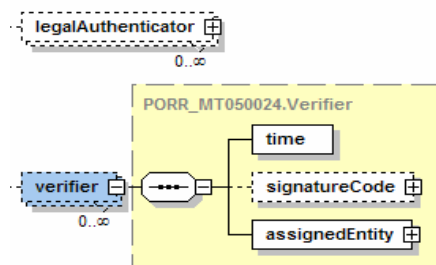 legalAuthenticator
0..∞
PORR_MT050024.Verifier
time
verifier
signatureCode
0..∞
assignedEntity